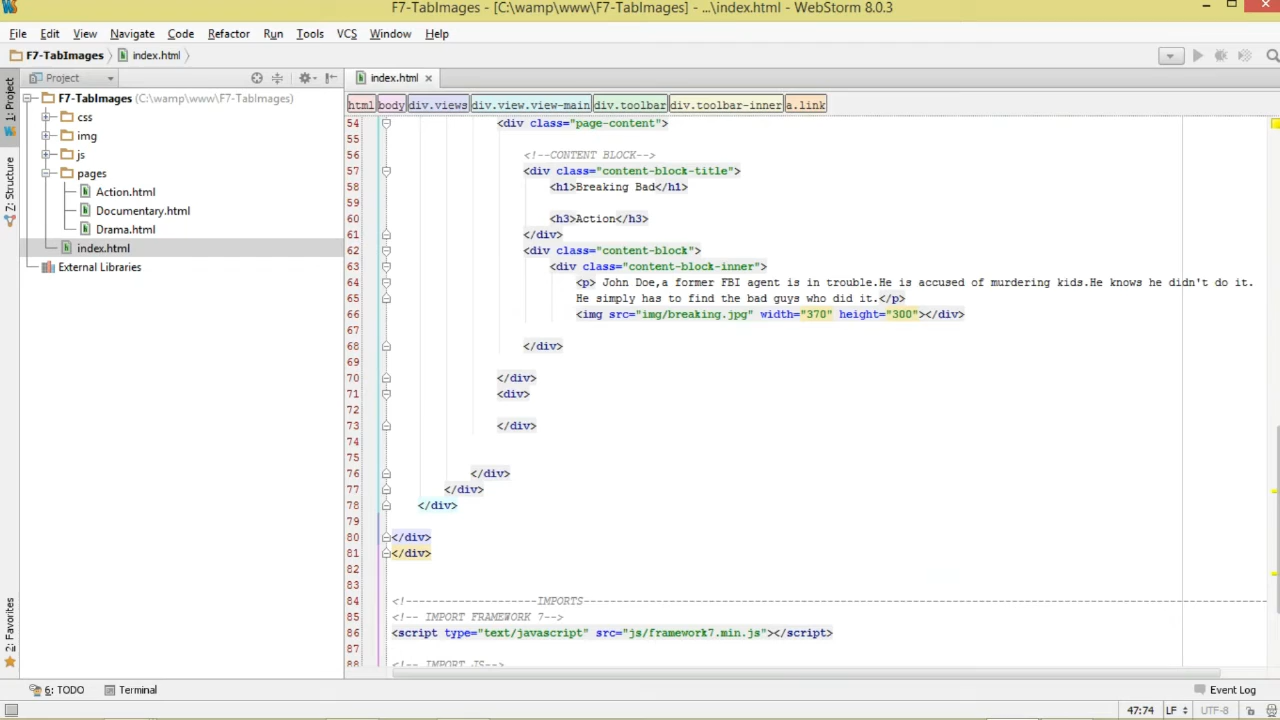 F7-TabImages - [C:\wamp\www\F7-TabImages] - ...\index.html - WebStorm 8.0.3
File Edit View Navigate Code Refactor Run Tools VCS Window Help
F7-TabImages index.html
1: Project
Z: Structure
2: Favorites
Project
F7-TabImages (C:\wamp\www\F7-TabImages)
css
img
js
pages
Action.html
Documentary.html
Drama.html
index.html
External Libraries
index.html
html body div.views div.view.view-main div.toolbar div.toolbar-inner a.link
54 <div class="page-content">
55
56 <!--CONTENT BLOCK-->
57 <div class="content-block-title">
58 <h1>Breaking Bad</h1>
59
60 <h3>Action</h3>
61 </div>
62 <div class="content-block">
63 <div class="content-block-inner">
64 <p> John Doe,a former FBI agent is in trouble.He is accused of murdering kids.He knows he didn't do it.
65 He simply has to find the bad guys who did it.</p>
66 <img src="img/breaking.jpg" width="370" height="300"></div>
67
68 </div>
69
70 </div>
71 <div>
72
73 </div>
74
75
76 </div>
77 </div>
78 </div>
79
80 </div>
81 </div>
82
83
84 <!--------------------IMPORTS--------------------------------------------------------------------------------------------------------
85 <!-- IMPORT FRAMEWORK 7-->
86 <script type="text/javascript" src="js/framework7.min.js"></script>
87
88 <!-- IMPORT JS-->
6: TODO Terminal Event Log
47:74 LF UTF-8